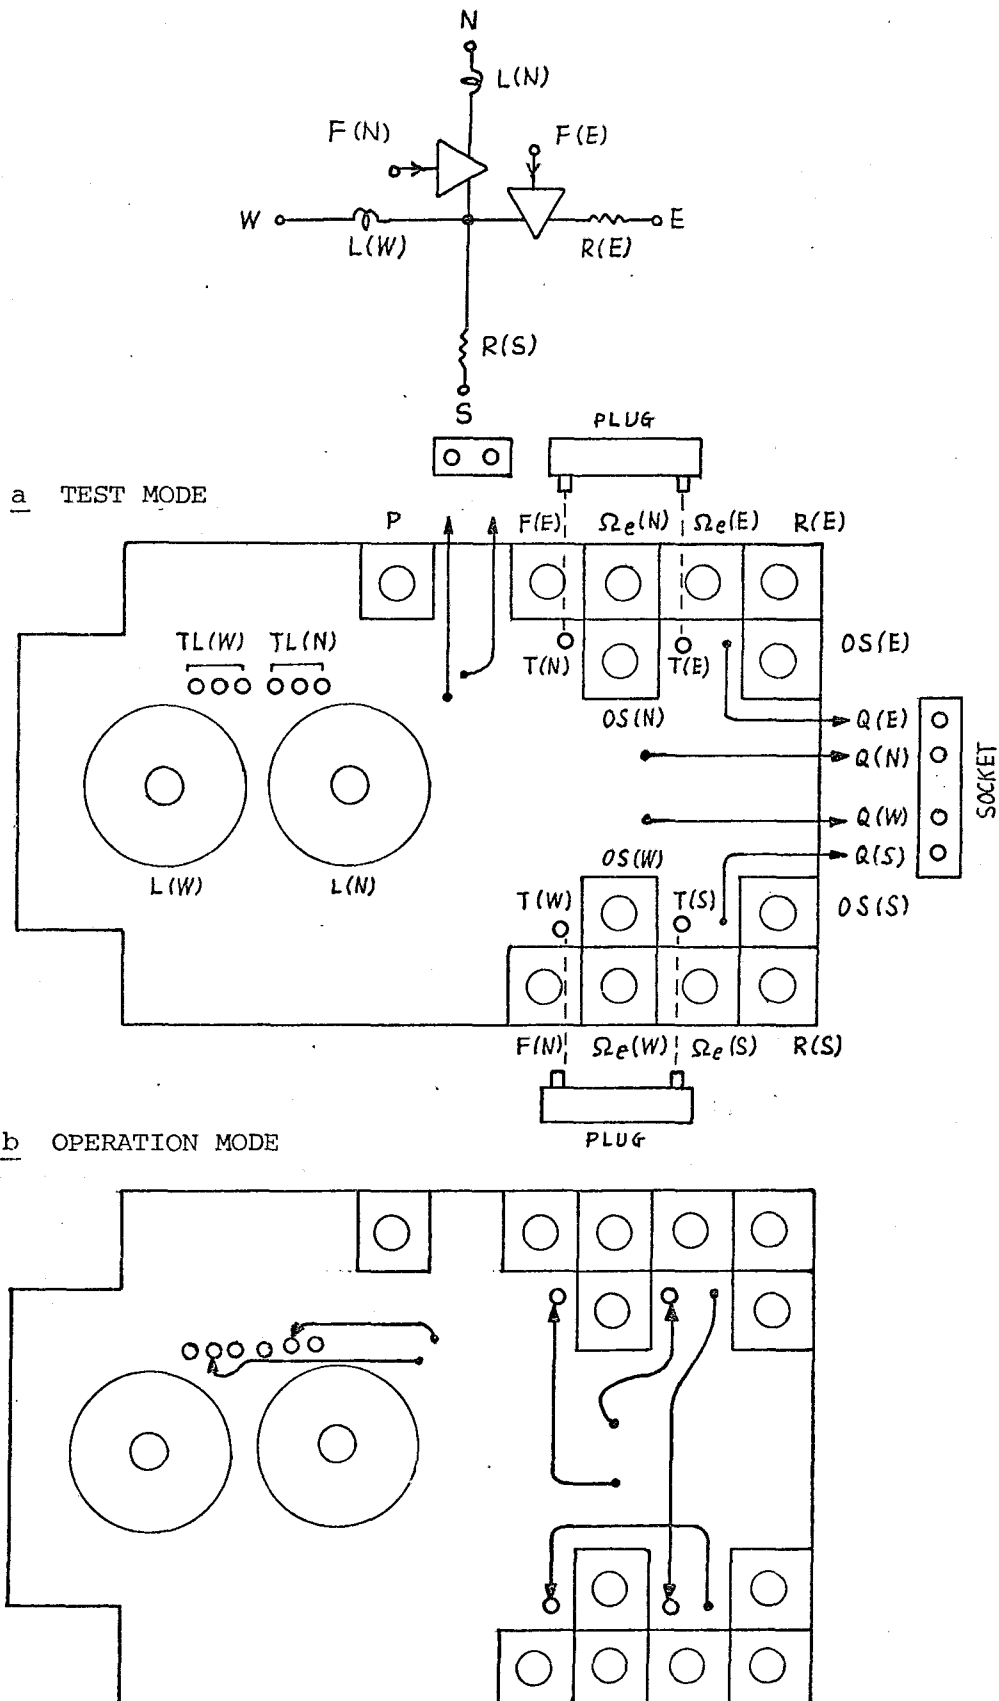 N
L(N)
F(N)
F(E)
W
E
L(W)
R(E)
R(S)
S
PLUG
a TEST MODE
P
F(E)
Ωe(N)
Ωe(E)
R(E)
TL(W)
TL(N)
T(N)
T(E)
OS(E)
OS(N)
Q(E)
Q(N)
SOCKET
Q(W)
Q(S)
OS(W)
L(W)
L(N)
T(W)
T(S)
OS(S)
F(N)
Ωe(W)
Ωe(S)
R(S)
PLUG
b OPERATION MODE